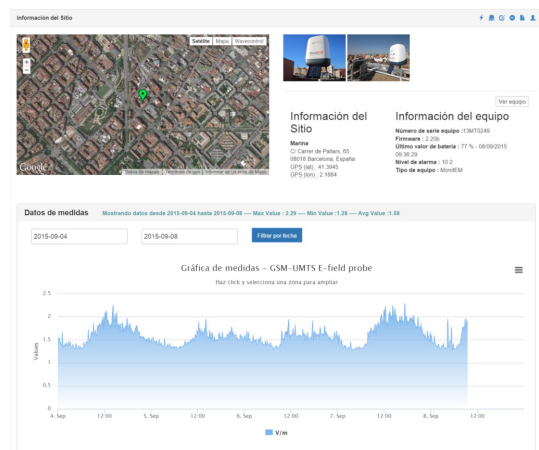 Información del Sitio
Satélite Mapa Wavecontrol
Google
Ver equipo
Información del Sitio
Marina
C/ Carrer de Pallars, 65
08018 Barcelona, España
GPS (lat) : 41.3945
GPS (lon) : 2.1884
Información del equipo
Número de serie equipo :13MT0249
Firmware : 2.20b
Último valor de batería : 77 % - 08/09/2015
09:38:29
Nivel de alarma : 10.2
Tipo de equipo : MonitEM
Datos de medidas Mostrando datos desde 2015-09-04 hasta 2015-09-08 ---- Max Value : 2.29 ---- Min Value :1.28 ---- Avg Value :1.58
2015-09-04 2015-09-08 Filtrar por fecha
Gráfica de medidas - GSM-UMTS E-field probe
Haz click y selecciona una zona para ampliar
Values
2.5
2
1.5
1
0.5
0
4. Sep 12:00 5. Sep 12:00 6. Sep 12:00 7. Sep 12:00 8. Sep 12:00
V/m